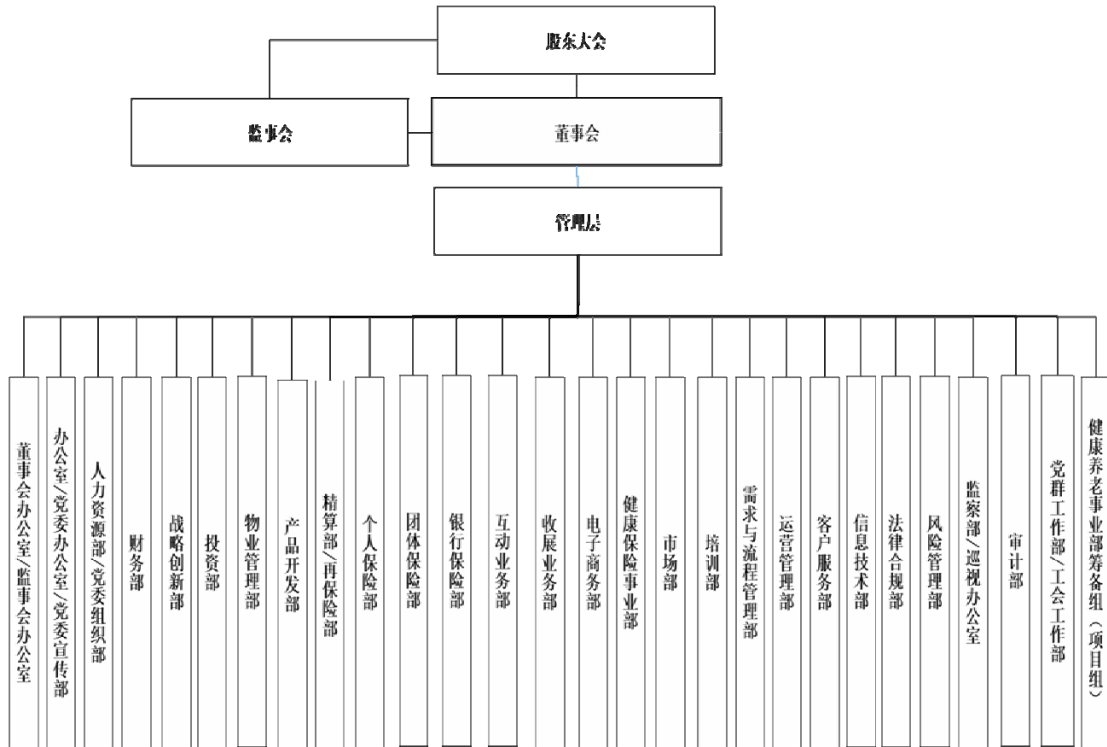 股东大会
监事会
董事会
管理层
董事会办公室/监事会办公室
办公室/党委办公室/党委宣传部
人力资源部/党委组织部
财务部
战略创新部
投资部
物业管理部
产品开发部
精算部/再保险部
个人保险部
团体保险部
银行保险部
互动业务部
收展业务部
电子商务部
健康保险事业部
市场部
培训部
需求与流程管理部
运营管理部
客户服务部
信息技术部
法律合规部
风险管理部
监察部/巡视办公室
审计部
党群工作部/工会工作部
健康养老事业部筹备组（项目组）